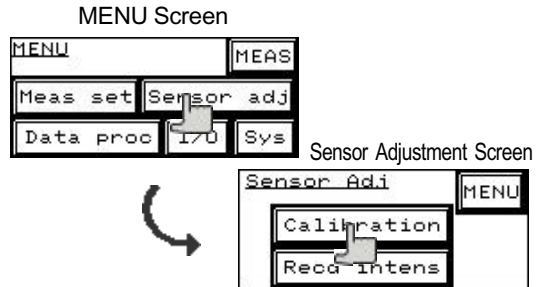 MENU Screen
MENU
MEAS
Meas set Sensor adj
Data proc I/O Sys
Sensor Adjustment Screen
Sensor Adj
MENU
Calibration
Recd intens